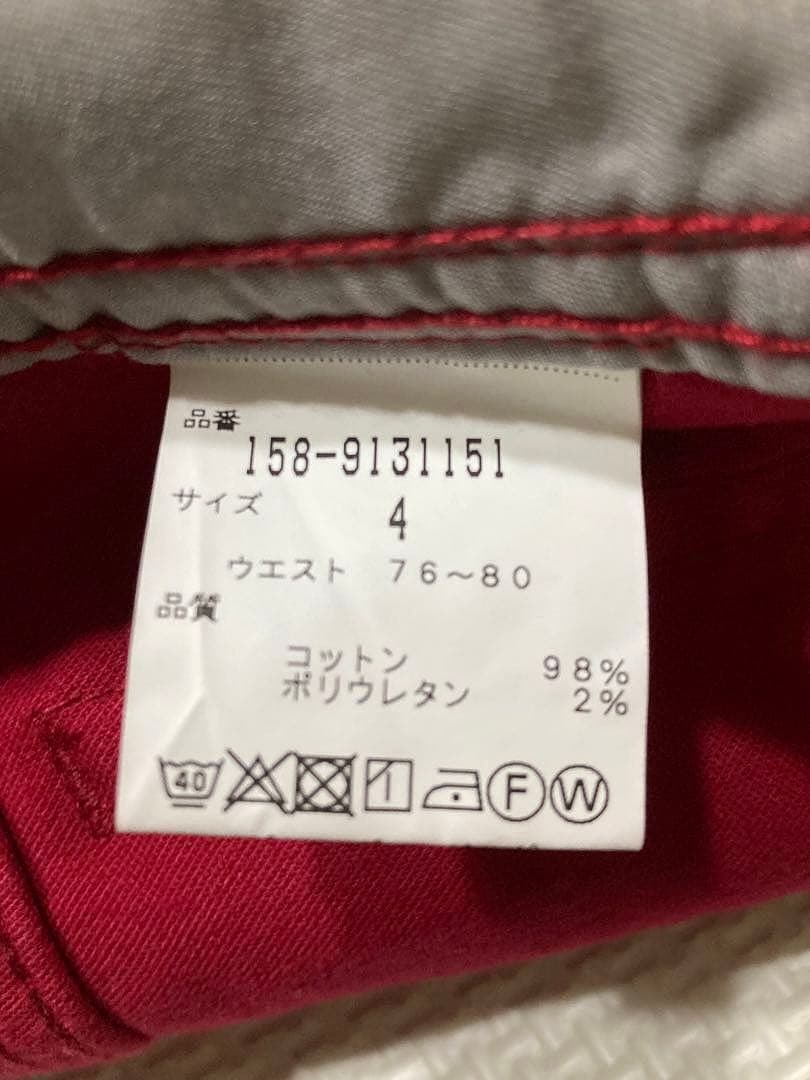 品番
158-9131151
サイズ 4
ウエスト 76～80
品質
コットン 98%
ポリウレタン 2%
40 F W